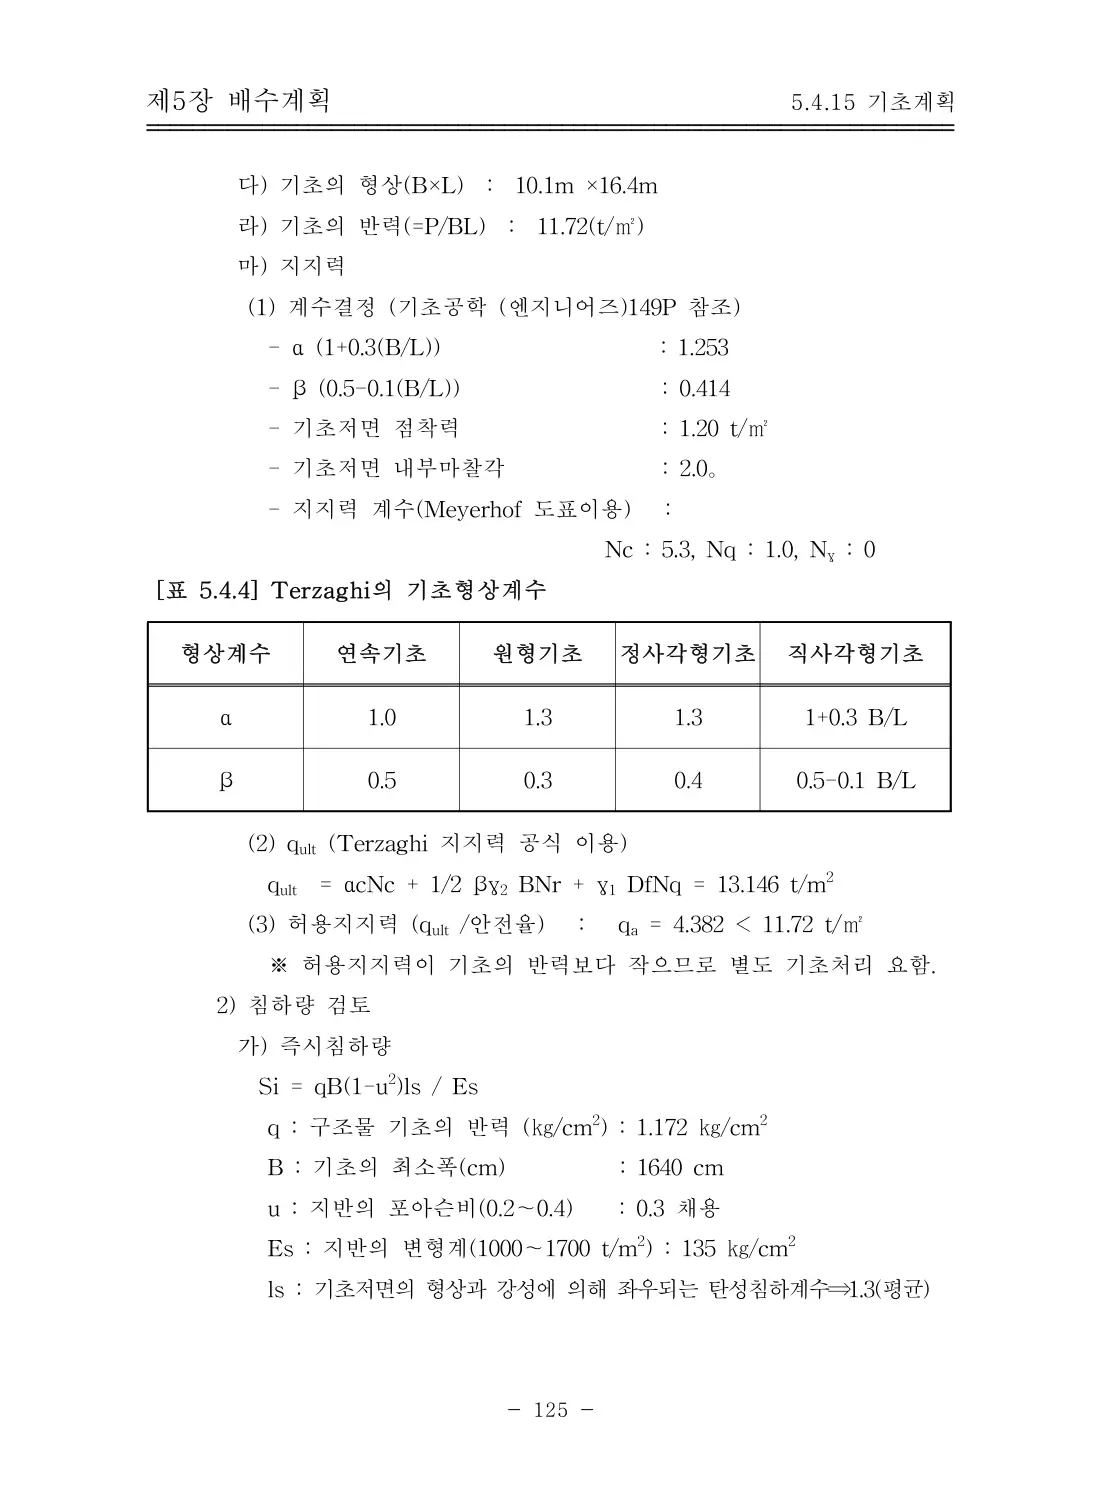 제5장 배수계획 5.4.15 기초계획
다) 기초의 형상(B×L) : 10.1m ×16.4m
라) 기초의 반력(=P/BL) : 11.72(t/㎡)
마) 지지력
(1) 계수결정 (기초공학 (엔지니어즈)149P 참조)
- α (1+0.3(B/L)) : 1.253
- β (0.5-0.1(B/L)) : 0.414
- 기초저면 점착력 : 1.20 t/㎡
- 기초저면 내부마찰각 : 2.0。
- 지지력 계수(Meyerhof 도표이용) :
Nc : 5.3, Nq : 1.0, Nɣ : 0
[표 5.4.4] Terzaghi의 기초형상계수
형상계수 연속기초 원형기초 정사각형기초 직사각형기초
α 1.0 1.3 1.3 1+0.3 B/L
β 0.5 0.3 0.4 0.5-0.1 B/L
(2) qult (Terzaghi 지지력 공식 이용)
qult = αcNc + 1/2 βɣ2 BNr + ɣ1 DfNq = 13.146 t/m²
(3) 허용지지력 (qult /안전율) : qa = 4.382 < 11.72 t/㎡
※ 허용지지력이 기초의 반력보다 작으므로 별도 기초처리 요함.
2) 침하량 검토
가) 즉시침하량
Si = qB(1-u²)ls / Es
q : 구조물 기초의 반력 (㎏/cm²) : 1.172 ㎏/cm²
B : 기초의 최소폭(cm) : 1640 cm
u : 지반의 포아슨비(0.2～0.4) : 0.3 채용
Es : 지반의 변형계(1000～1700 t/m²) : 135 ㎏/cm²
ls : 기초저면의 형상과 강성에 의해 좌우되는 탄성침하계수⇒1.3(평균)
- 125 -